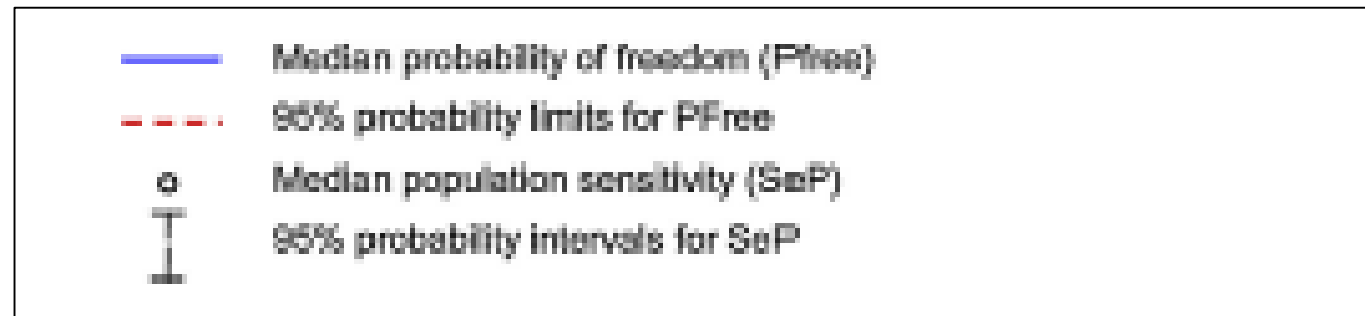 Median probability of freedom (Pfree)
95% probability limits for PFree
Median population sensitivity (SeP)
95% probability intervals for SeP